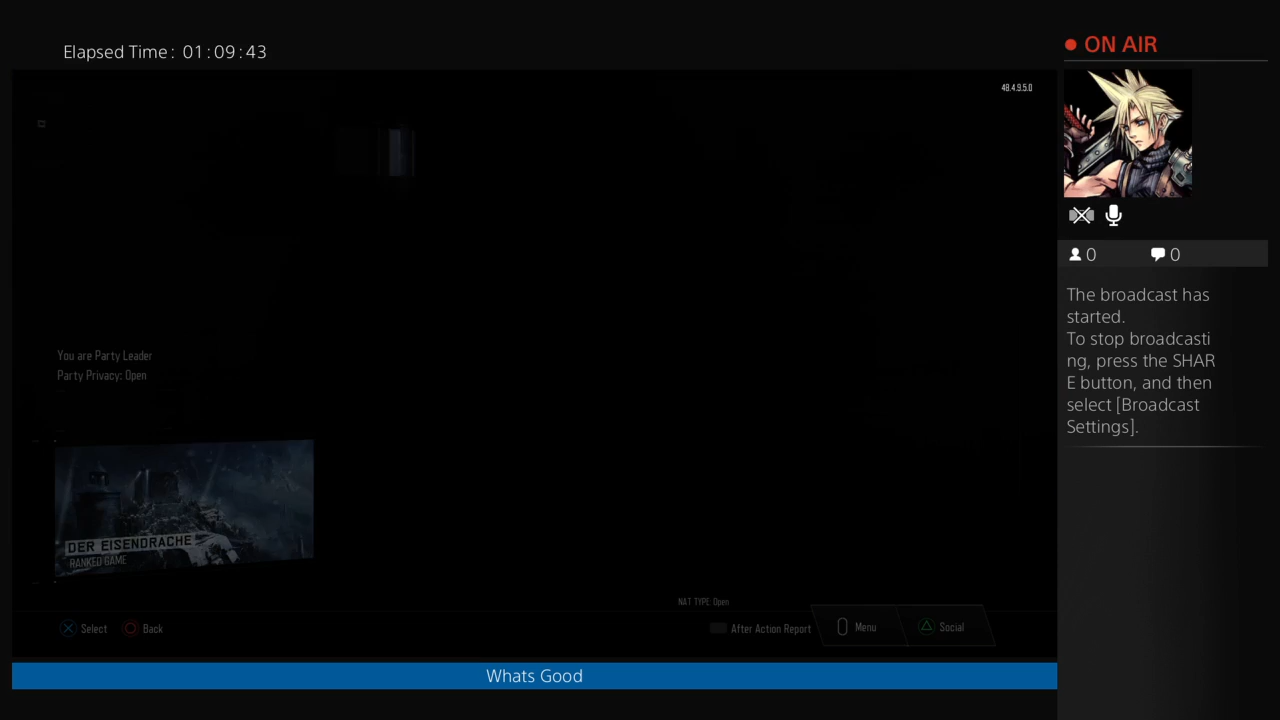 Elapsed Time: 01:09:43
ON AIR
48.4.9.5.0
0 0
The broadcast has
started.
To stop broadcasti
ng, press the SHAR
E button, and then
select [Broadcast
Settings].
You are Party Leader
Party Privacy: Open
DER EISENDRACHE
RANKED GAME
NAT TYPE: Open
Select Back After Action Report Menu Social
Whats Good